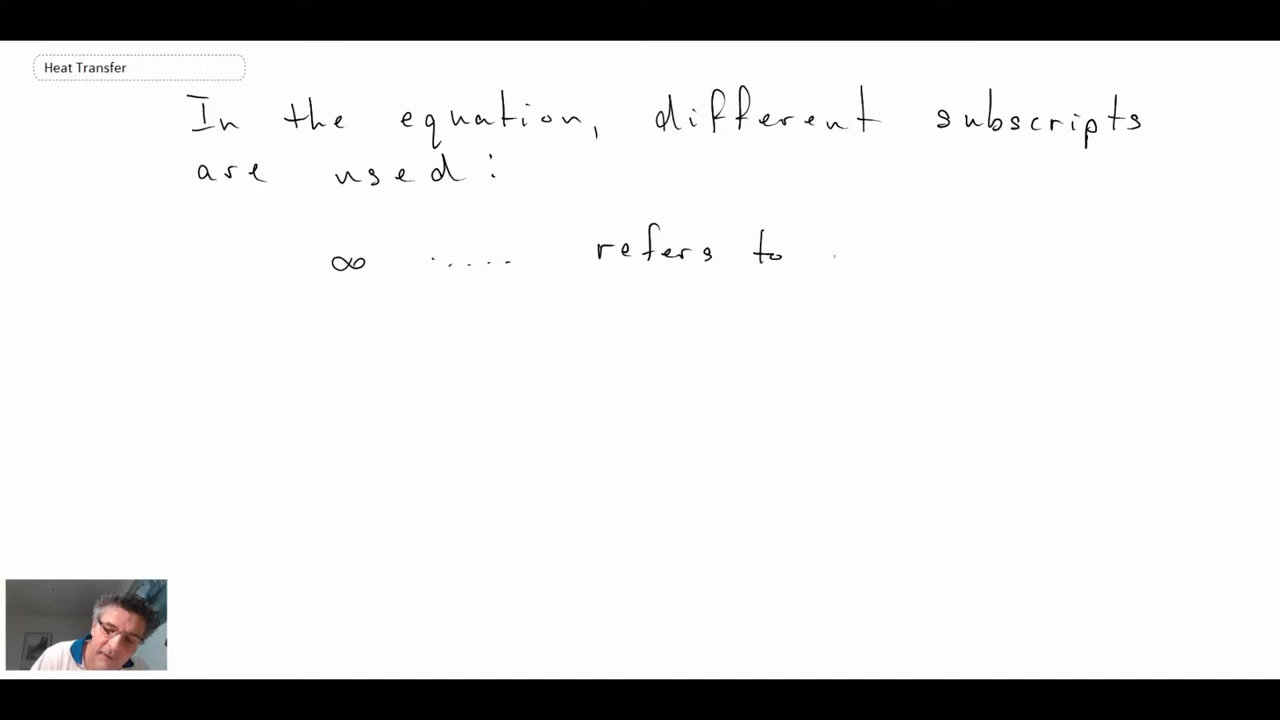 Heat Transfer
In the equation, different subscripts
are used:
∞ ..... refers to